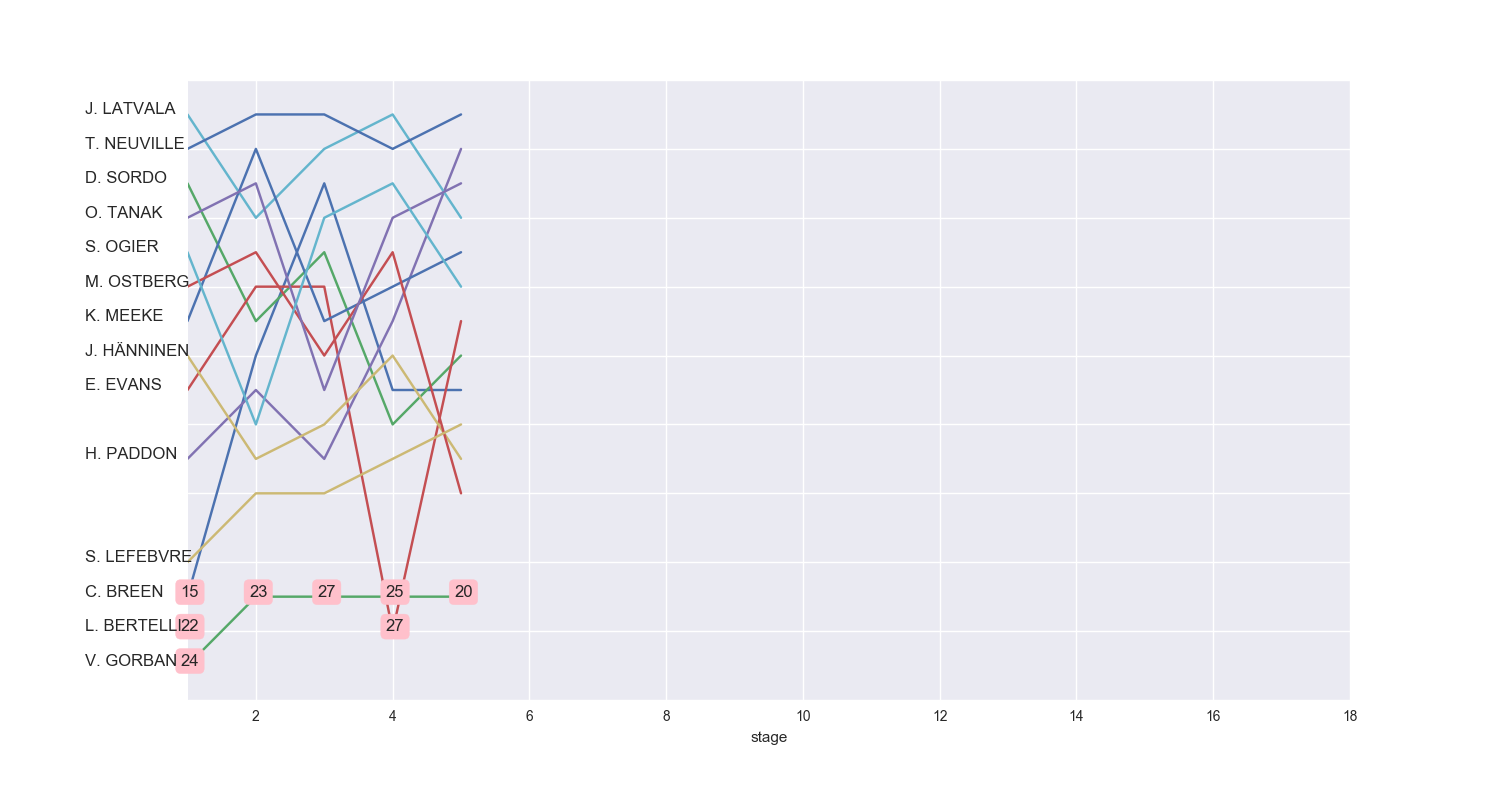 J. LATVALA
T. NEUVILLE
D. SORDO
O. TANAK
S. OGIER
M. OSTBERG
K. MEEKE
J. HÄNNINEN
E. EVANS
H. PADDON
S. LEFEBVRE
C. BREEN 15 23 27 25 20
L. BERTELLI 22 27
V. GORBAN 24
2 4 6 8 10 12 14 16 18
stage